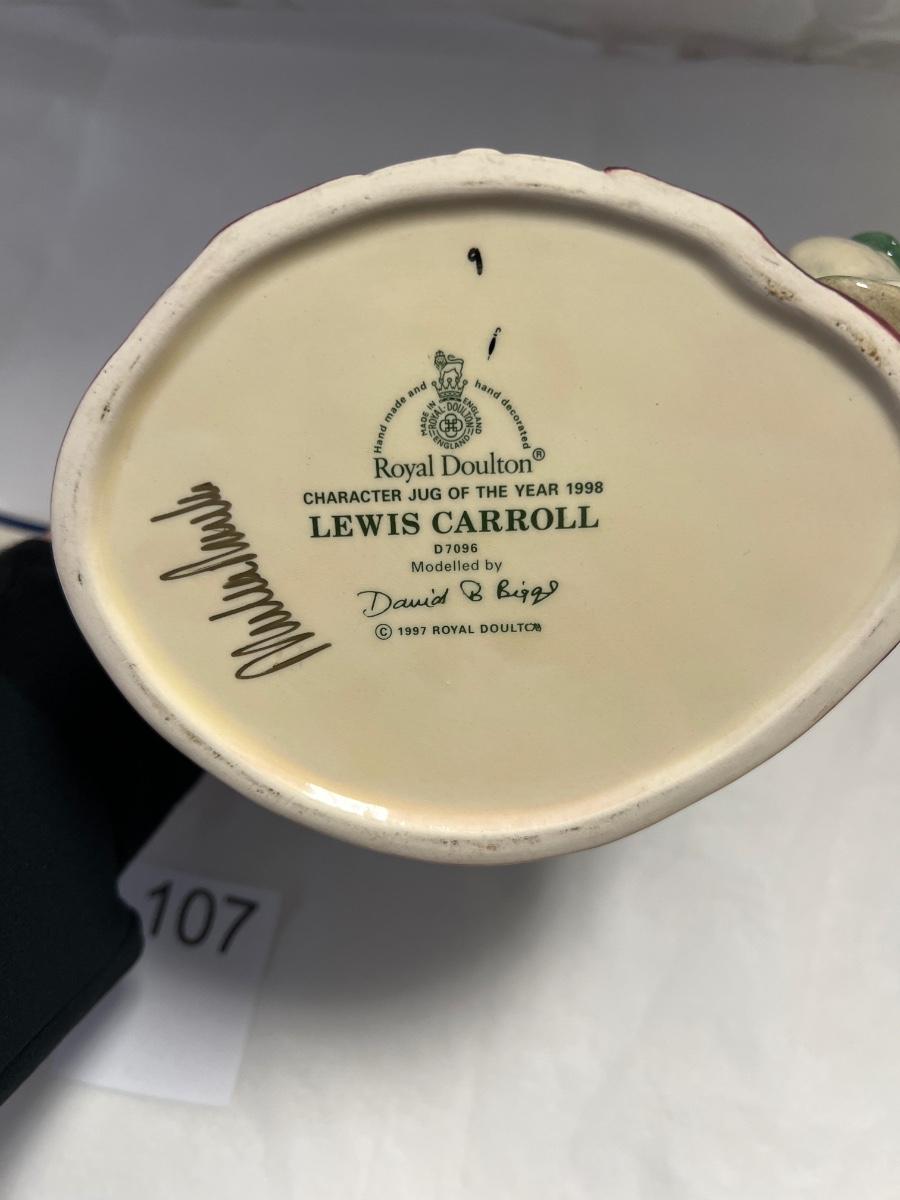 9
Hand made and hand decorated
MADE IN ENGLAND
ROYAL·DOULTON
ENGLAND
Royal Doulton®
CHARACTER JUG OF THE YEAR 1998
LEWIS CARROLL
D7096
Modelled by
David B Biggs
© 1997 ROYAL DOULTON
107